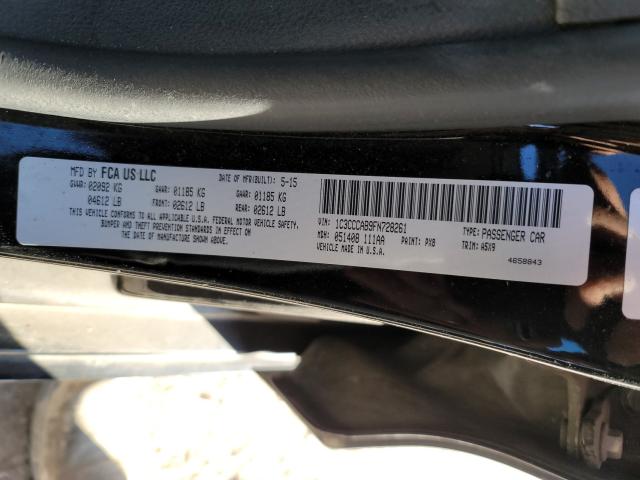 MFD BY FCA US LLC DATE OF MFR(BUILT): 5-15
GVWR: 02092 KG GAWR: 01185 KG GAWR: 01185 KG
04612 LB FRONT: 02612 LB REAR: 02612 LB
THIS VEHICLE CONFORMS TO ALL APPLICABLE U.S.A. FEDERAL MOTOR VEHICLE SAFETY,
BUMPER AND THEFT PREVENTION STANDARDS IN EFFECT ON
THE DATE OF MANUFACTURE SHOWN ABOVE.
VIN: 1C3CCCAB9FN728261 TYPE: PASSENGER CAR
MDH: 051408 111AA PAINT: PX8 TRIM: A5X9
VEHICLE MADE IN U.S.A.
4658843